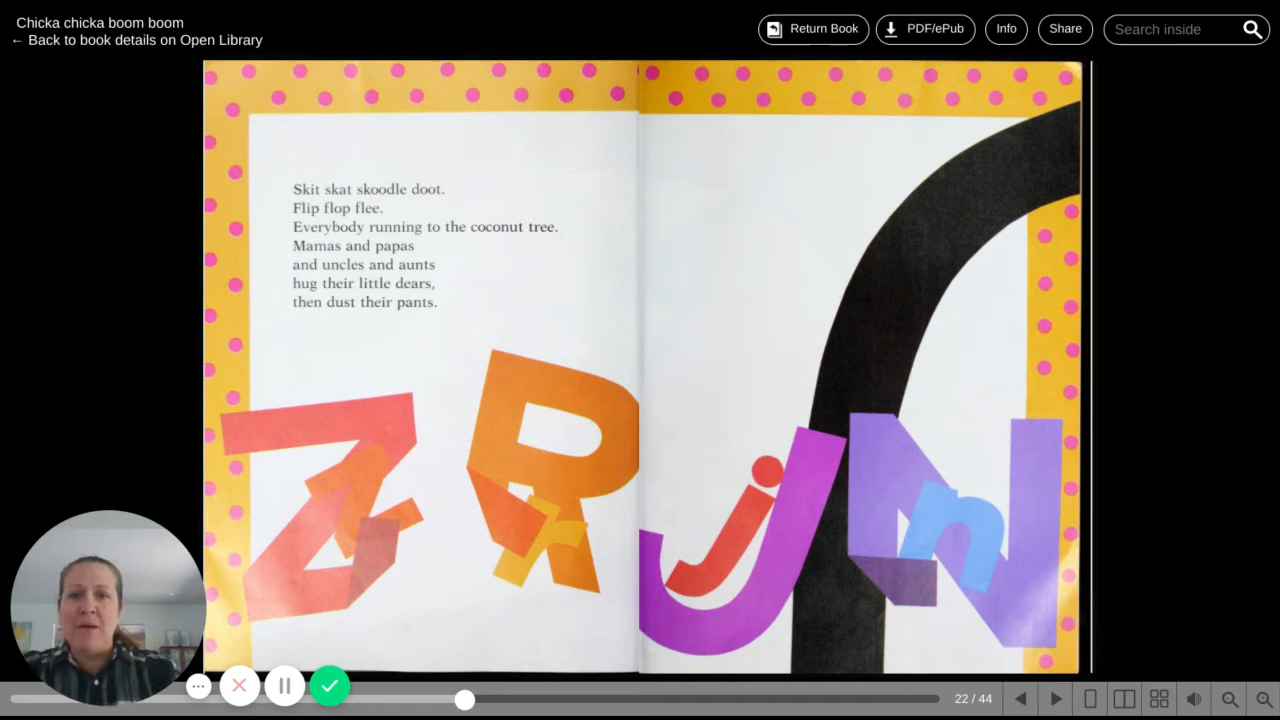 Chicka chicka boom boom
← Back to book details on Open Library
Return Book
PDF/ePub
Info
Share
Search inside
Skit skat skoodle doot.
Flip flop flee.
Everybody running to the coconut tree.
Mamas and papas
and uncles and aunts
hug their little dears,
then dust their pants.
Z z
R r
J j
N n
22 / 44